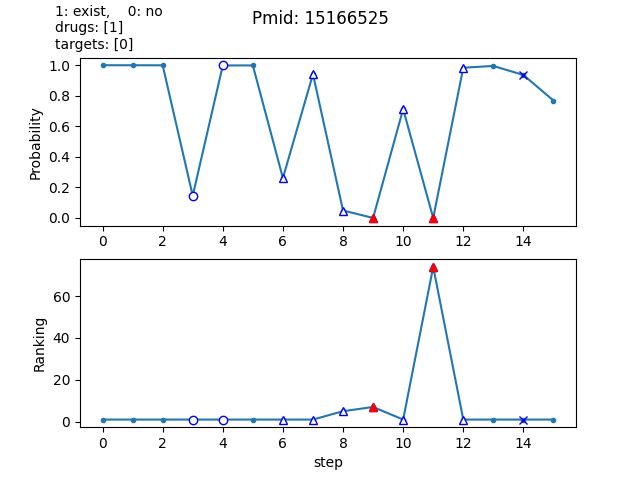 1: exist,    0: no
drugs: [1]
targets: [0]
Pmid: 15166525
Probability
1.0
0.8
0.6
0.4
0.2
0.0
0 2 4 6 8 10 12 14
Ranking
60
40
20
0
0 2 4 6 8 10 12 14
step